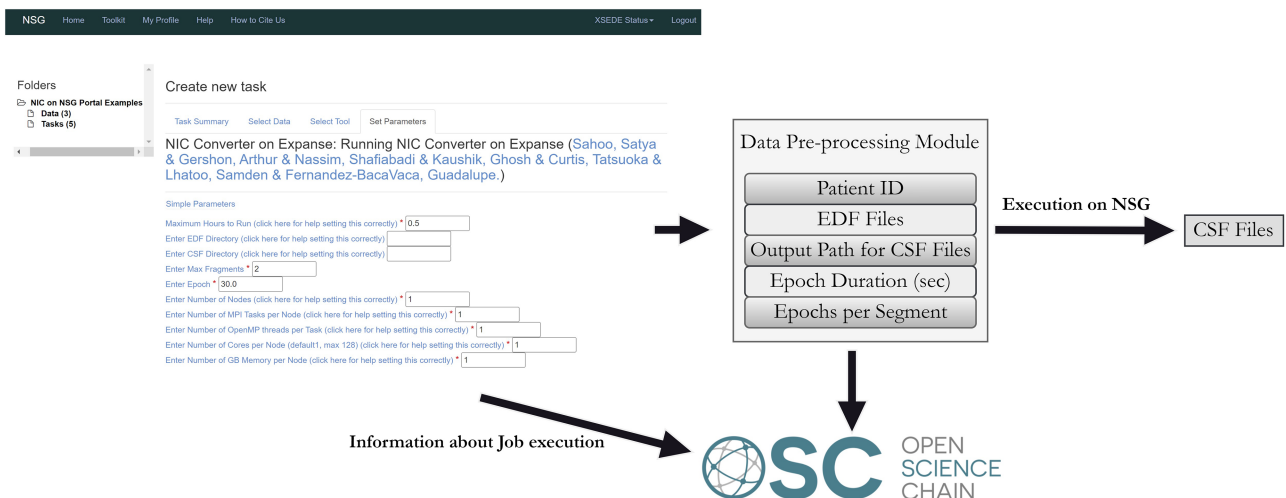 NSG Home Toolkit My Profile Help How to Cite Us XSEDE Status Logout
Folders
NIC on NSG Portal Examples
Data (3)
Tasks (5)
Create new task
Task Summary Select Data Select Tool Set Parameters
NIC Converter on Expanse: Running NIC Converter on Expanse (Sahoo, Satya
& Gershon, Arthur & Nassim, Shafiabadi & Kaushik, Ghosh & Curtis, Tatsuoka &
Lhatoo, Samden & Fernandez-BacaVaca, Guadalupe.)
Simple Parameters
Maximum Hours to Run (click here for help setting this correctly) * 0.5
Enter EDF Directory (click here for help setting this correctly)
Enter CSF Directory (click here for help setting this correctly)
Enter Max Fragments * 2
Enter Epoch * 30.0
Enter Number of Nodes (click here for help setting this correctly) * 1
Enter Number of MPI Tasks per Node (click here for help setting this correctly) * 1
Enter Number of OpenMP threads per Task (click here for help setting this correctly) * 1
Enter Number of Cores per Node (default1, max 128) (click here for help setting this correctly) * 1
Enter Number of GB Memory per Node (click here for help setting this correctly) * 1
Data Pre-processing Module
Patient ID
EDF Files
Output Path for CSF Files
Epoch Duration (sec)
Epochs per Segment
Execution on NSG
CSF Files
Information about Job execution
OSC
OPEN
SCIENCE
CHAIN